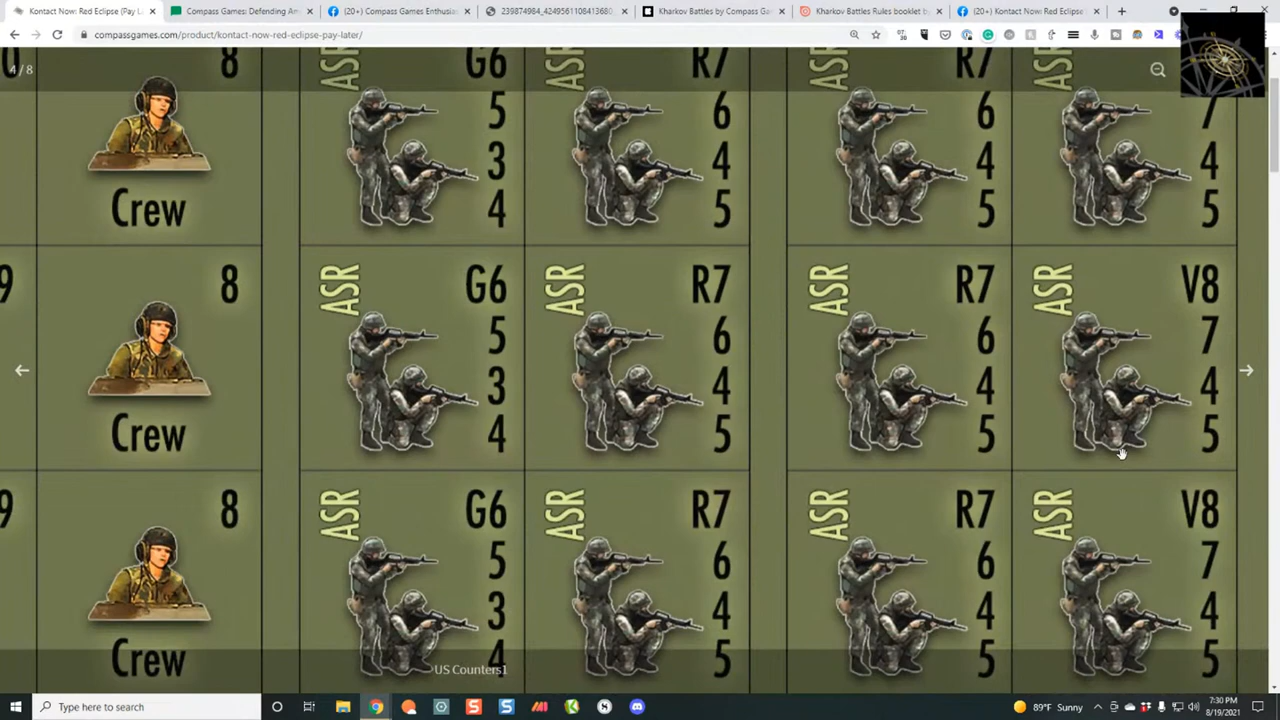 Kontact Now: Red Eclipse (Pay L
Compass Games: Defending Am
(20+) Compass Games Enthusia
239874984_4249561108413680
Kharkov Battles by Compass Ga
Kharkov Battles Rules booklet b
(20+) Kontact Now: Red Eclipse
compassgames.com/product/kontact-now-red-eclipse-pay-later/
4/8
8
ASR
G6
5
3
4
ASR
R7
6
4
5
ASR
R7
6
4
5
ASR
7
4
5
Crew
9
8
ASR
G6
5
3
4
ASR
R7
6
4
5
ASR
R7
6
4
5
ASR
V8
7
4
5
Crew
9
8
ASR
G6
5
3
4
ASR
R7
6
4
5
ASR
R7
6
4
5
ASR
V8
7
4
5
Crew
US Counters1
Type here to search
89°F Sunny
7:30 PM
8/19/2021